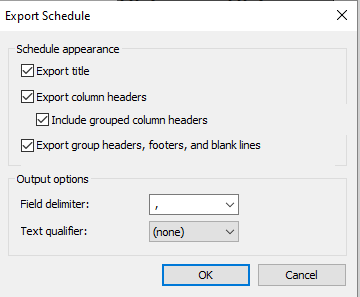 Export Schedule
Schedule appearance
Export title
Export column headers
Include grouped column headers
Export group headers, footers, and blank lines
Output options
Field delimiter: ,
Text qualifier: (none)
OK Cancel